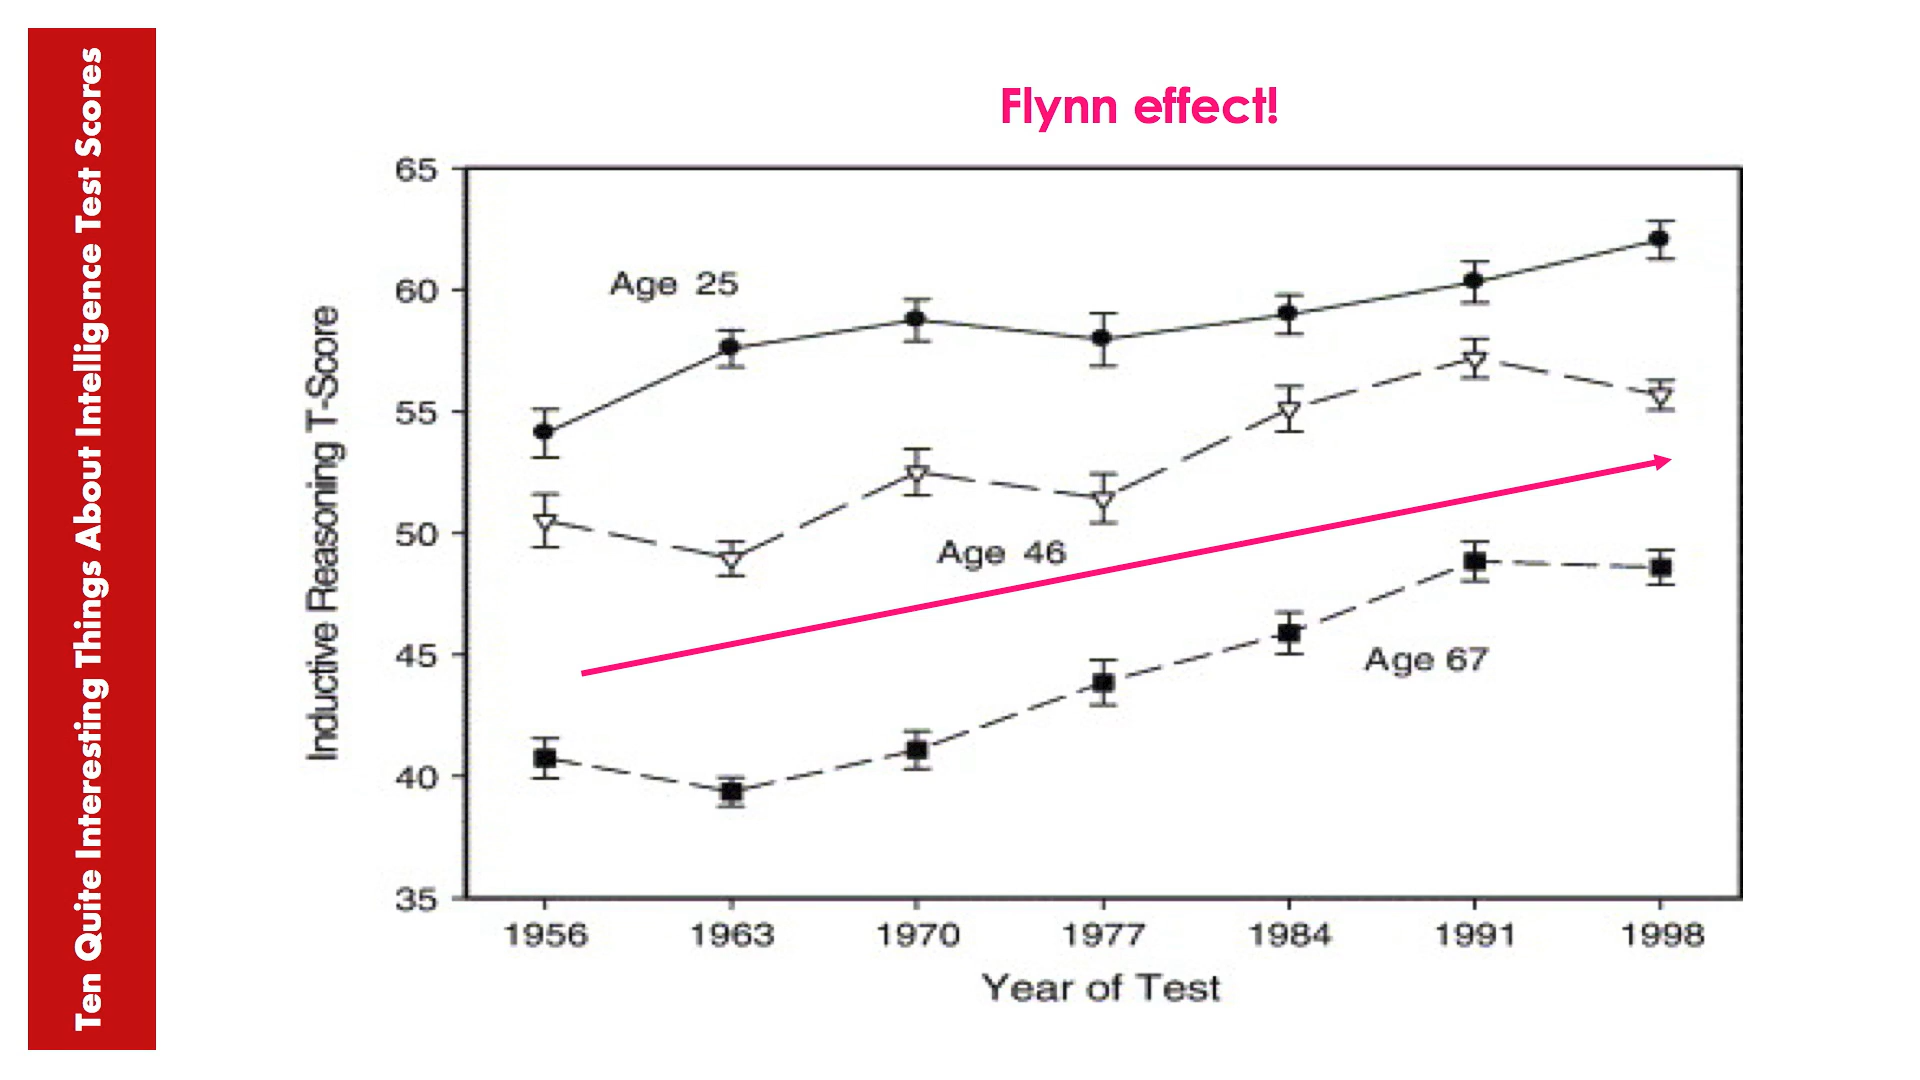 Ten Quite Interesting Things About Intelligence Test Scores
Flynn effect!
65
60
55
50
45
40
35
Inductive Reasoning T-Score
Age 25
Age 46
Age 67
1956 1963 1970 1977 1984 1991 1998
Year of Test